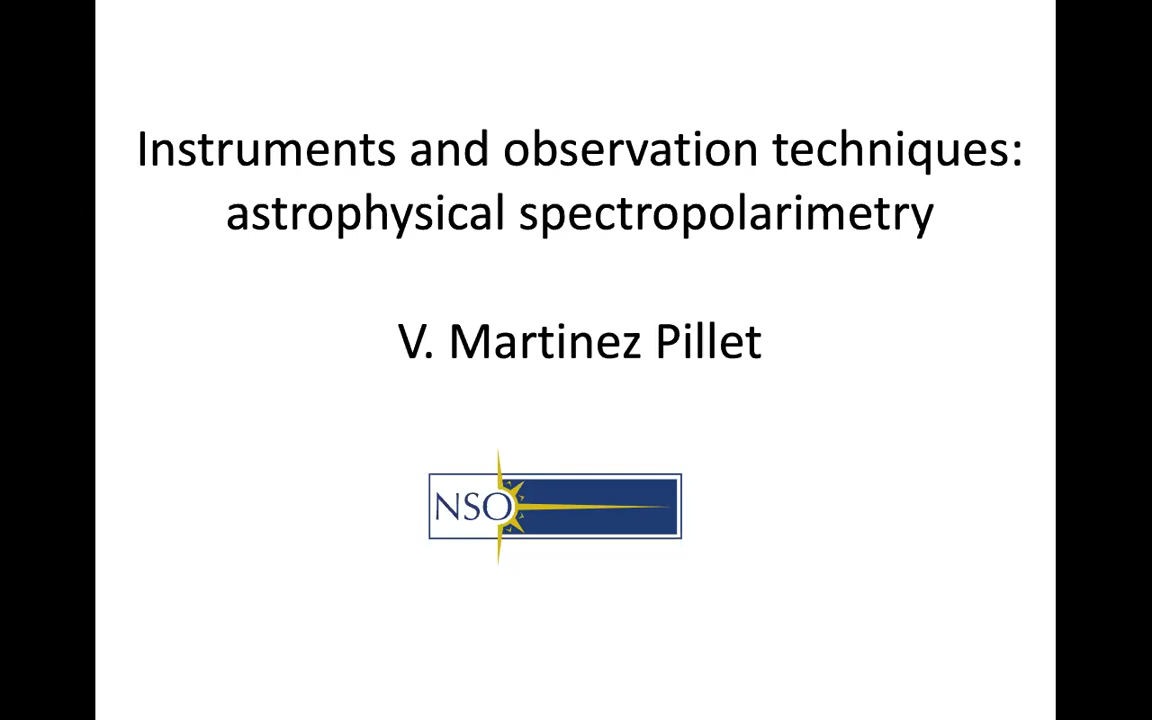 Instruments and observation techniques:
astrophysical spectropolarimetry
V. Martinez Pillet
NSO